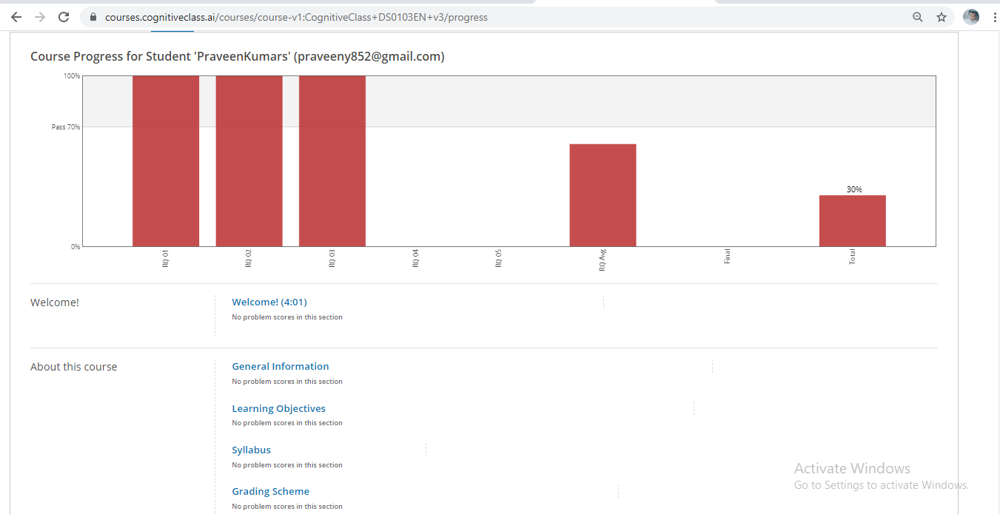 courses.cognitiveclass.ai/courses/course-v1:CognitiveClass+DS0103EN+v3/progress
Course Progress for Student 'PraveenKumars' (praveeny852@gmail.com)
100%
Pass 70%
0%
30%
RQ 01
RQ 02
RQ 03
RQ 04
RQ 05
RQ Avg
Final
Total
Welcome!
Welcome! (4:01)
No problem scores in this section
About this course
General Information
No problem scores in this section
Learning Objectives
No problem scores in this section
Syllabus
No problem scores in this section
Grading Scheme
No problem scores in this section
Activate Windows
Go to Settings to activate Windows.